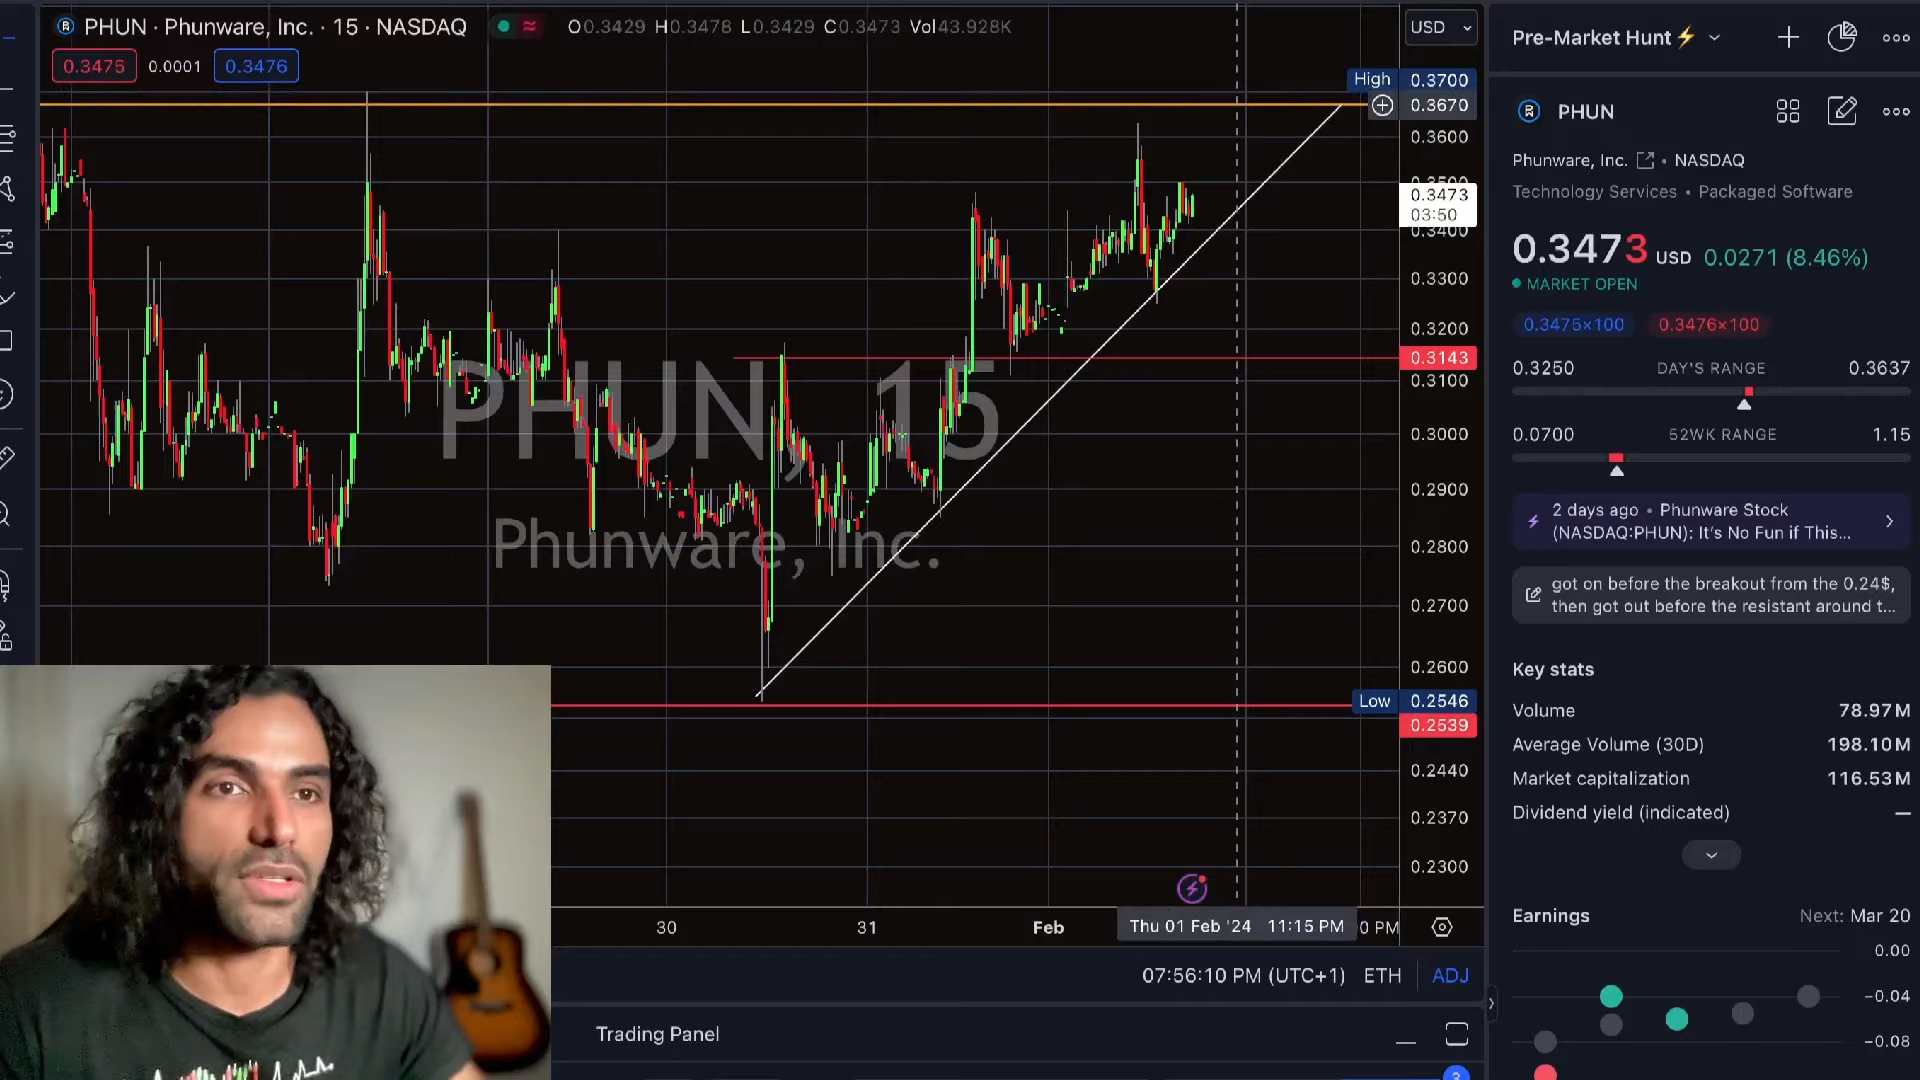 PHUN · Phunware, Inc. · 15 · NASDAQ
O0.3429 H0.3478 L0.3429 C0.3473 Vol43.928K
0.3475 0.0001 0.3476
USD
High 0.3700
0.3670
0.3600
0.3473
03:50
0.3400
0.3300
0.3200
0.3143
0.3100
0.3000
0.2900
0.2800
0.2700
0.2600
Low 0.2546
0.2539
0.2440
0.2370
0.2300
PHUN, 15
Phunware, Inc.
30 31 Feb Thu 01 Feb '24 11:15 PM 0 PM
07:56:10 PM (UTC+1) ETH ADJ
Trading Panel
Pre-Market Hunt⚡
PHUN
Phunware, Inc. • NASDAQ
Technology Services • Packaged Software
0.3473 USD 0.0271 (8.46%)
MARKET OPEN
0.3475×100 0.3476×100
0.3250 DAY'S RANGE 0.3637
0.0700 52WK RANGE 1.15
2 days ago • Phunware Stock
(NASDAQ:PHUN): It's No Fun if This...
got on before the breakout from the 0.24$,
then got out before the resistant around t...
Key stats
Volume 78.97M
Average Volume (30D) 198.10M
Market capitalization 116.53M
Dividend yield (indicated) —
Earnings Next: Mar 20
0.00
−0.04
−0.08